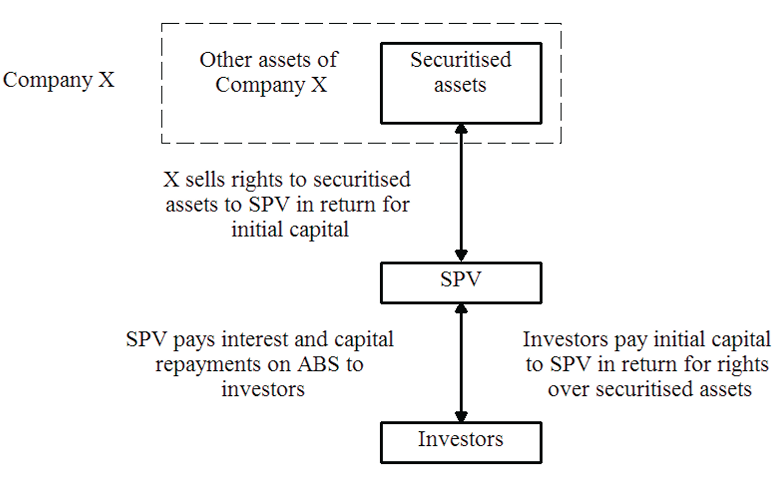 Company X
Other assets of
Company X
Securitised
assets
X sells rights to securitised
assets to SPV in return for
initial capital
SPV
SPV pays interest and capital
repayments on ABS to
investors
Investors pay initial capital
to SPV in return for rights
over securitised assets
Investors